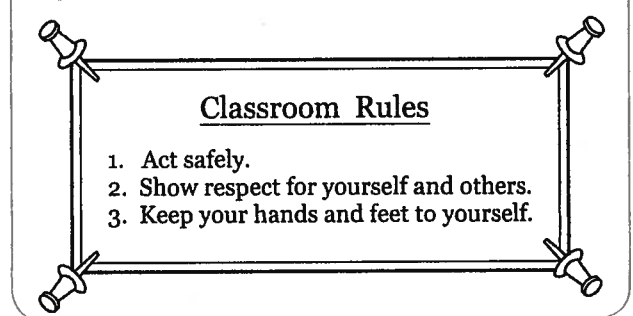 Classroom Rules
1. Act safely.
2. Show respect for yourself and others.
3. Keep your hands and feet to yourself.